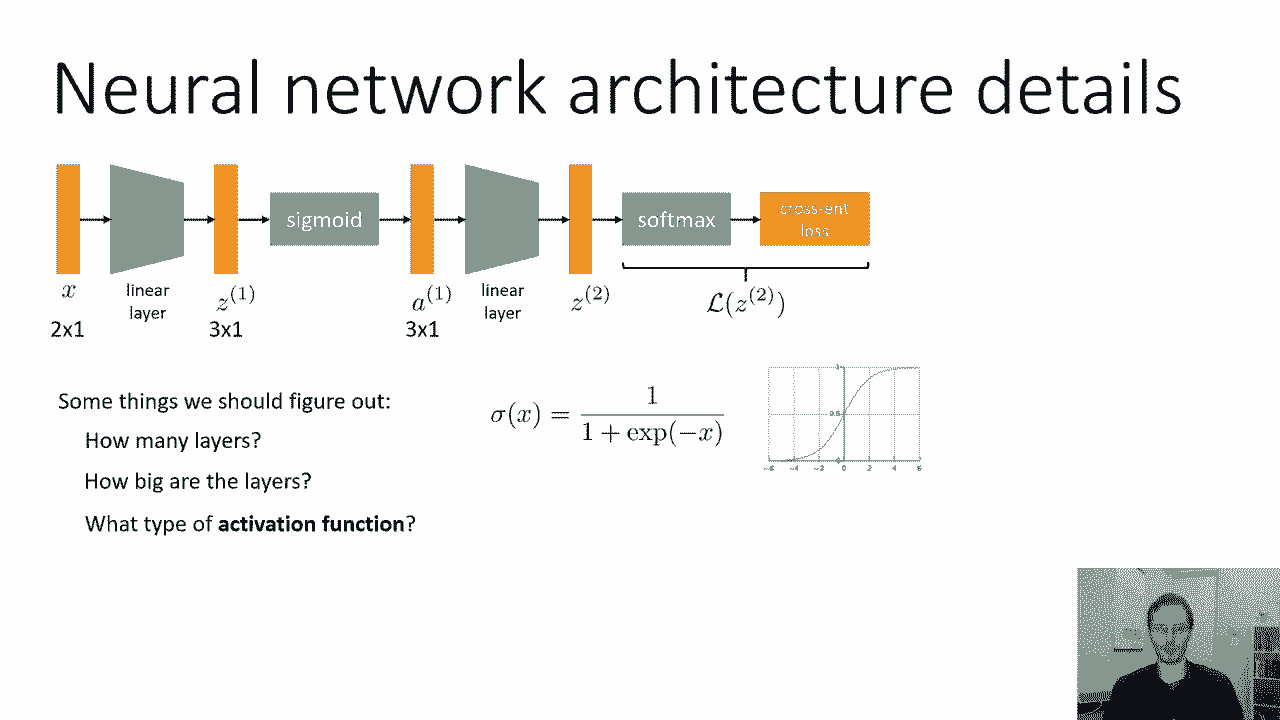 Neural network architecture details
sigmoid
softmax
cross-ent
loss
x
linear
layer
z^{(1)}
a^{(1)}
linear
layer
z^{(2)}
\mathcal{L}(z^{(2)})
2x1
3x1
3x1
Some things we should figure out:
How many layers?
How big are the layers?
What type of activation function?
\sigma(x) = \frac{1}{1 + \exp(-x)}
1
0.5
0
-6 -4 -2 0 2 4 6